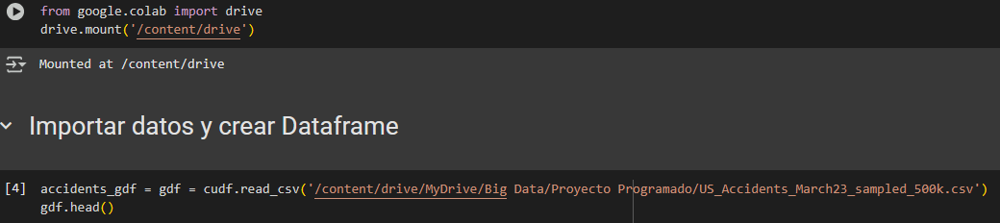 from google.colab import drive
drive.mount('/content/drive')
Mounted at /content/drive
Importar datos y crear Dataframe
[4] accidents_gdf = gdf = cudf.read_csv('/content/drive/MyDrive/Big Data/Proyecto Programado/US_Accidents_March23_sampled_500k.csv')
gdf.head()